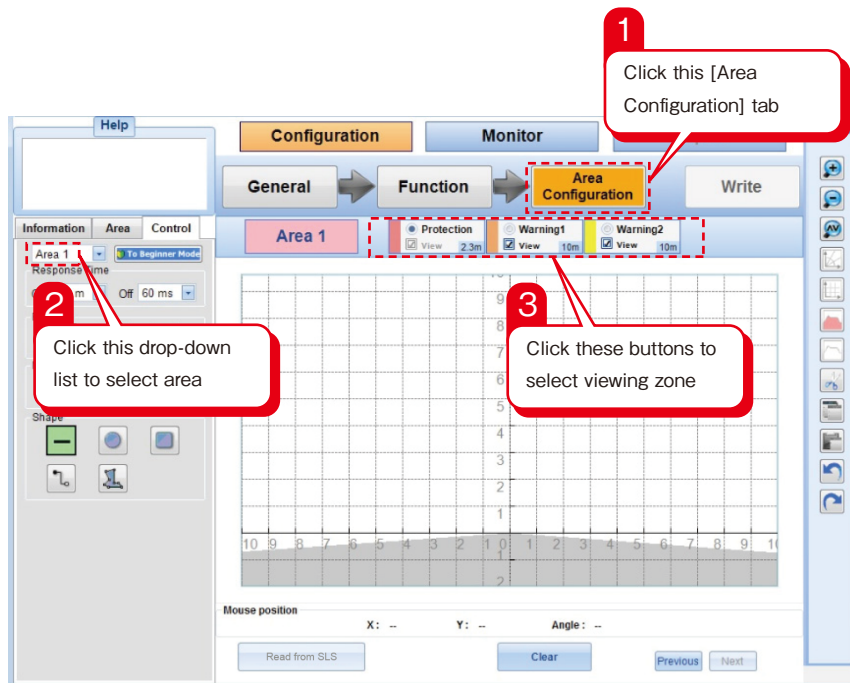 1
Click this [Area
Configuration] tab
Help
Configuration
Monitor
General
Function
Area
Configuration
Write
Information
Area
Control
Area 1
Protection
View
2.3m
Warning1
View
10m
Warning2
View
10m
Area 1
To Beginner Mode
Response Time
m
Off
60 ms
2
Click this drop-down
list to select area
3
Click these buttons to
select viewing zone
Shape
9
8
7
6
5
4
3
2
1
10 9 8 7 6 5 4 3 2 1 0 1 2 3 4 5 6 7 8 9
1
2
Mouse position
X : --
Y : --
Angle : --
Read from SLS
Clear
Previous
Next